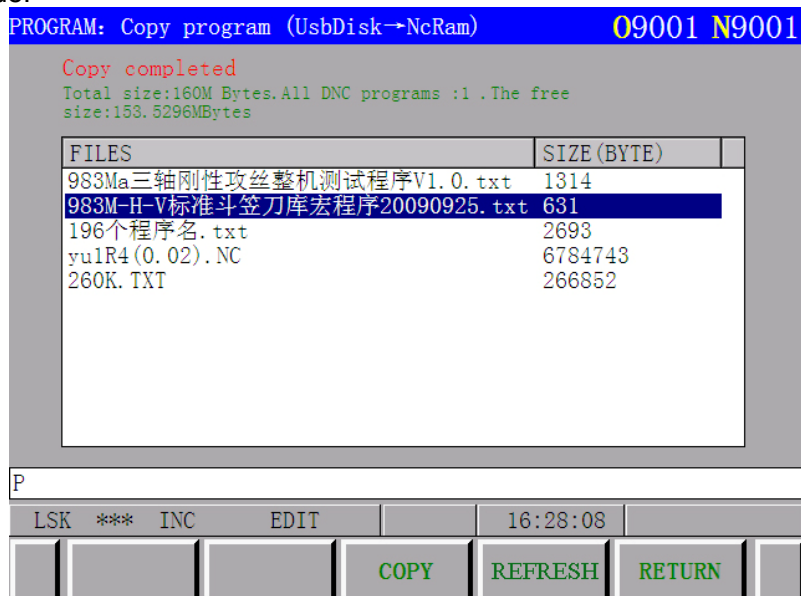 PROGRAM: Copy program (UsbDisk→NcRam) O9001 N9001
Copy completed
Total size:160M Bytes. All DNC programs :1 .The free
size:153.5296MBytes
FILES SIZE(BYTE)
983Ma三轴刚性攻丝整机测试程序V1.0.txt 1314
983M-H-V标准斗笠刀库宏程序20090925.txt 631
196个程序名.txt 2693
yu1R4(0.02).NC 6784743
260K.TXT 266852
P
LSK *** INC EDIT 16:28:08
COPY REFRESH RETURN